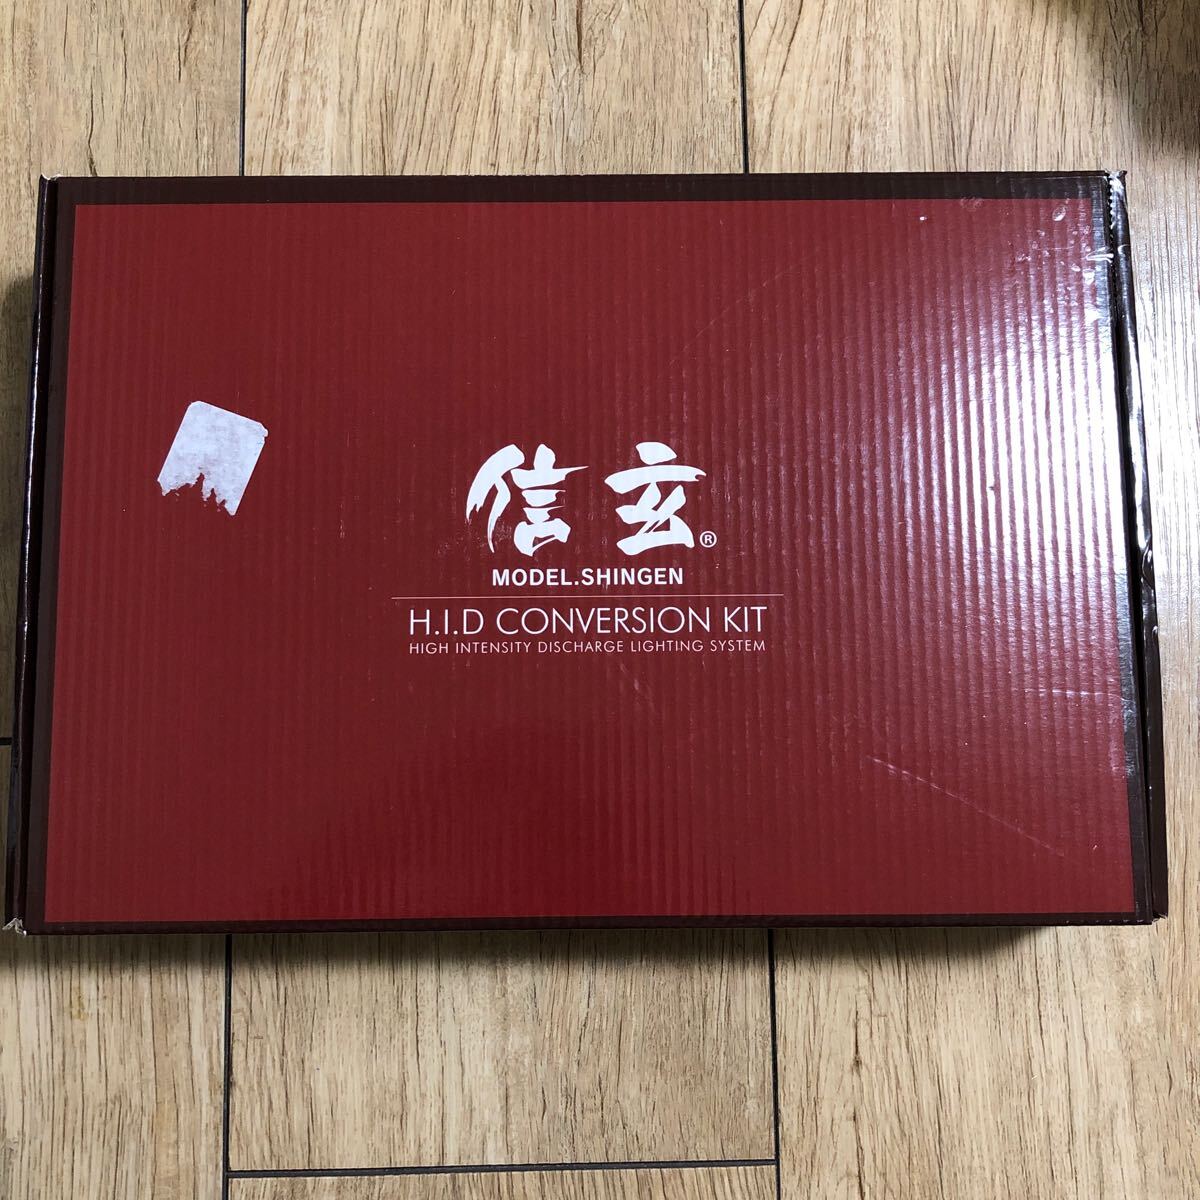 信玄®
MODEL.SHINGEN
H.I.D CONVERSION KIT
HIGH INTENSITY DISCHARGE LIGHTING SYSTEM